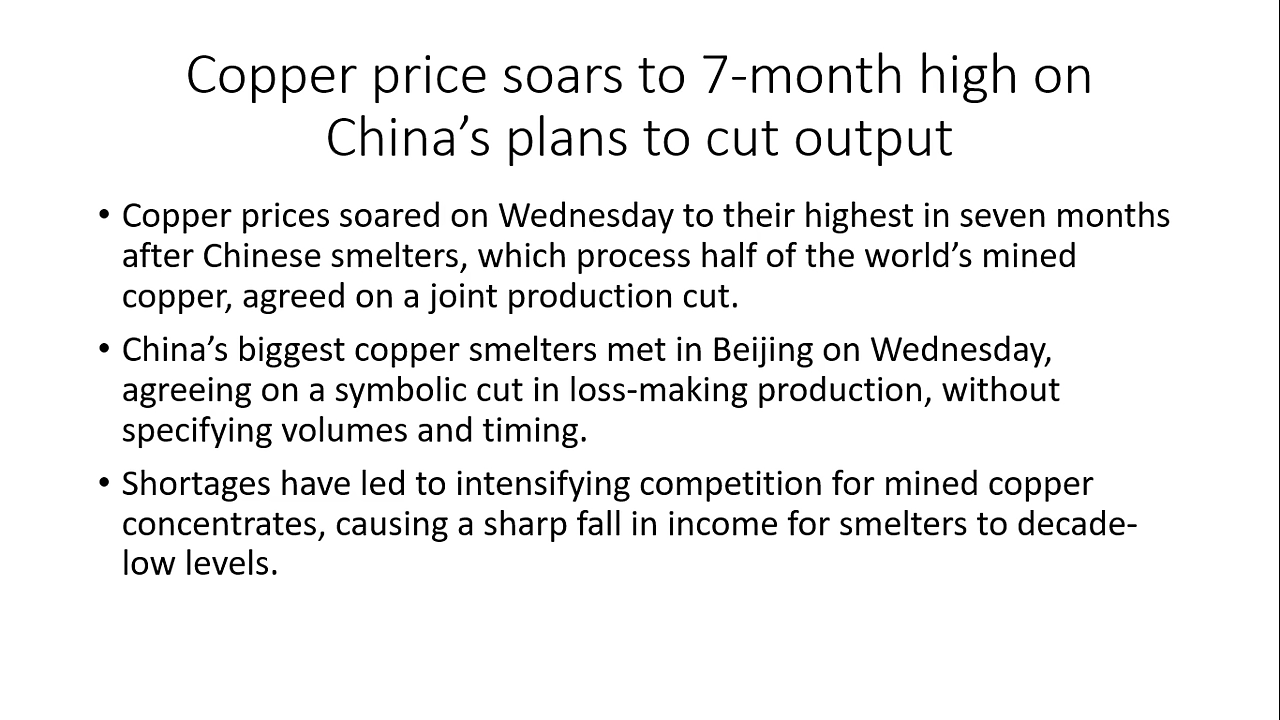 Copper price soars to 7-month high on
China’s plans to cut output
• Copper prices soared on Wednesday to their highest in seven months
after Chinese smelters, which process half of the world’s mined
copper, agreed on a joint production cut.
• China’s biggest copper smelters met in Beijing on Wednesday,
agreeing on a symbolic cut in loss-making production, without
specifying volumes and timing.
• Shortages have led to intensifying competition for mined copper
concentrates, causing a sharp fall in income for smelters to decade-
low levels.